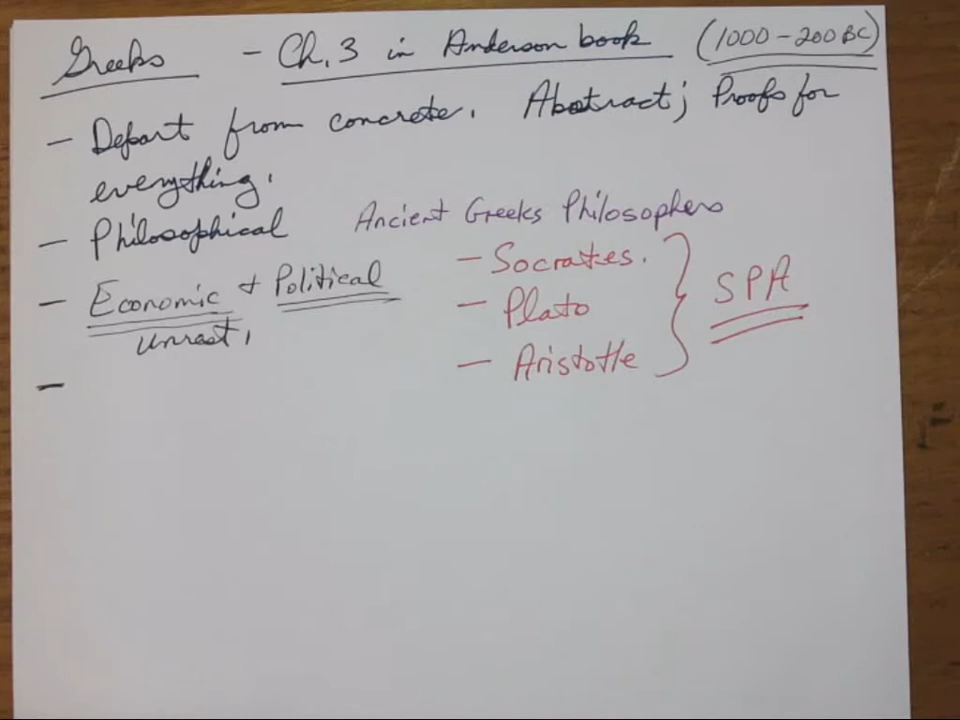 Greeks - Ch. 3 in Anderson book (1000 - 200 BC)
- Depart from concrete. Abstract; Proofs for
everything.
- Philosophical
Ancient Greeks Philosophers
- Socrates.
- Plato
- Aristotle
SPA
- Economic + Political
Unrest,
-